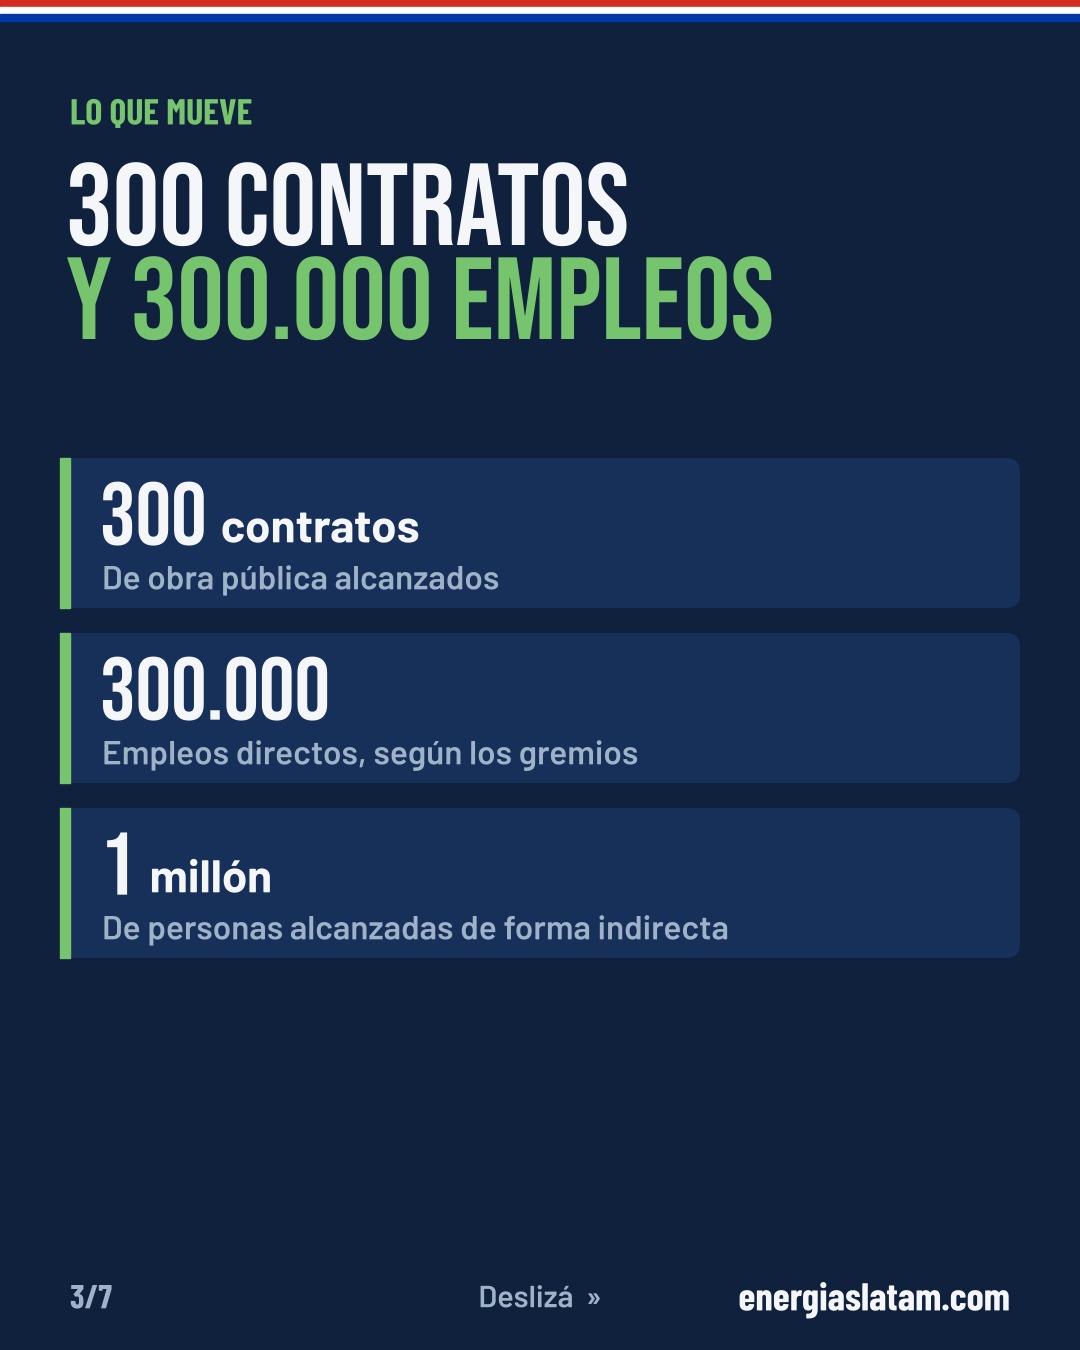 LO QUE MUEVE
300 CONTRATOS
Y 300.000 EMPLEOS
300 contratos
De obra pública alcanzados
300.000
Empleos directos, según los gremios
1 millón
De personas alcanzadas de forma indirecta
3/7
Deslizá »
energiaslatam.com